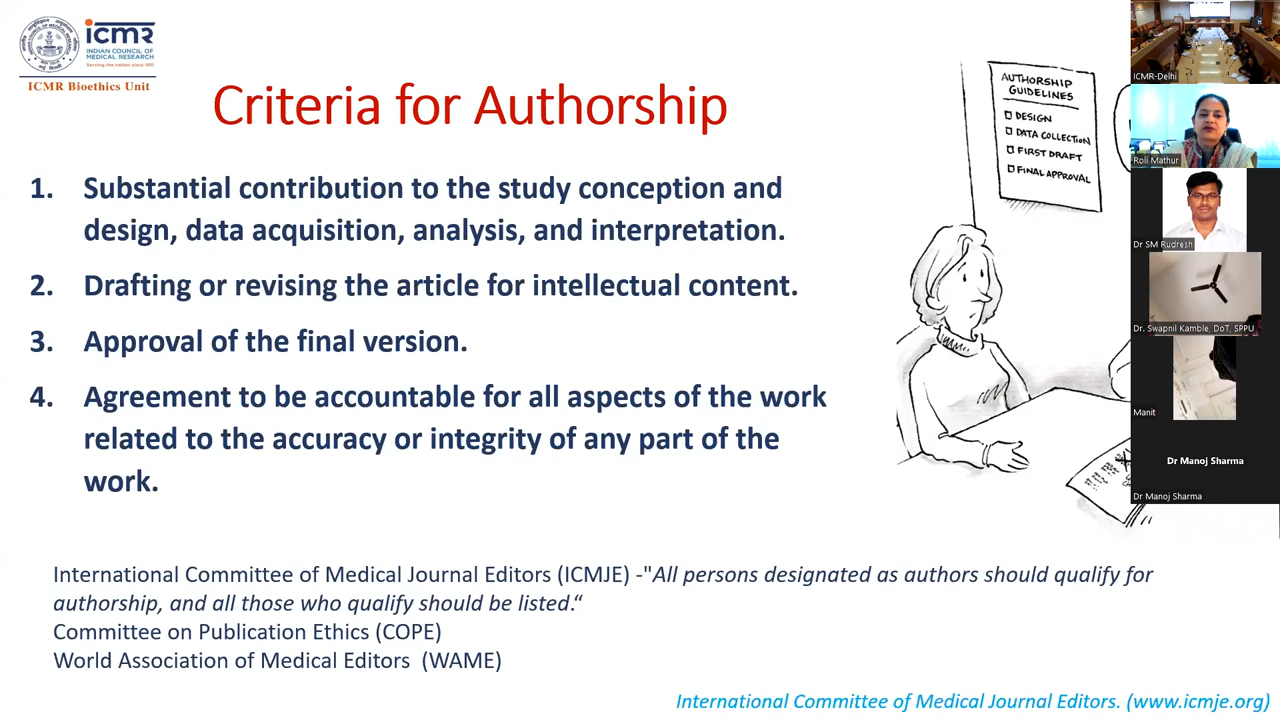 icmr
INDIAN COUNCIL OF
MEDICAL RESEARCH
Serving the nation since 1911
ICMR Bioethics Unit
Criteria for Authorship
1. Substantial contribution to the study conception and
design, data acquisition, analysis, and interpretation.
2. Drafting or revising the article for intellectual content.
3. Approval of the final version.
4. Agreement to be accountable for all aspects of the work
related to the accuracy or integrity of any part of the
work.
AUTHORSHIP
GUIDELINES
DESIGN
DATA COLLECTION
FIRST DRAFT
FINAL APPROVAL
International Committee of Medical Journal Editors (ICMJE) -"All persons designated as authors should qualify for
authorship, and all those who qualify should be listed.“
Committee on Publication Ethics (COPE)
World Association of Medical Editors (WAME)
International Committee of Medical Journal Editors. (www.icmje.org)
ICMR-Delhi
Roli Mathur
Dr SM Rudresh
Dr. Swapnil Kamble, DoT, SPPU
Manit
Dr Manoj Sharma
Dr Manoj Sharma